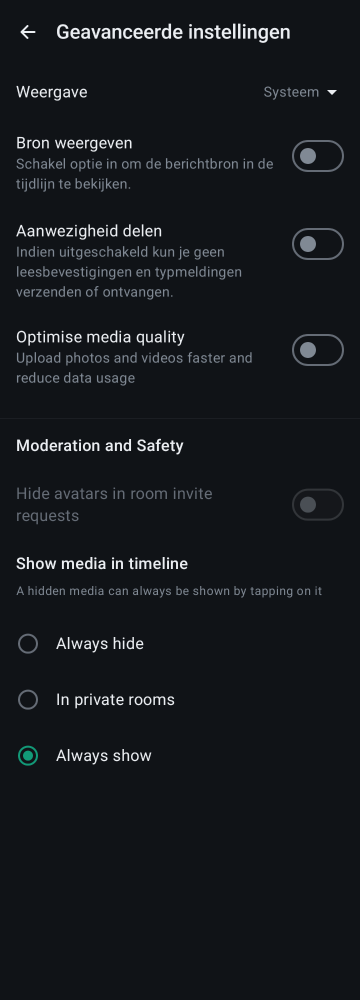 Geavanceerde instellingen
Weergave
Systeem
Bron weergeven
Schakel optie in om de berichtbron in de
tijdlijn te bekijken.
Aanwezigheid delen
Indien uitgeschakeld kun je geen
leesbevestigingen en typmeldingen
verzenden of ontvangen.
Optimise media quality
Upload photos and videos faster and
reduce data usage
Moderation and Safety
Hide avatars in room invite
requests
Show media in timeline
A hidden media can always be shown by tapping on it
Always hide
In private rooms
Always show